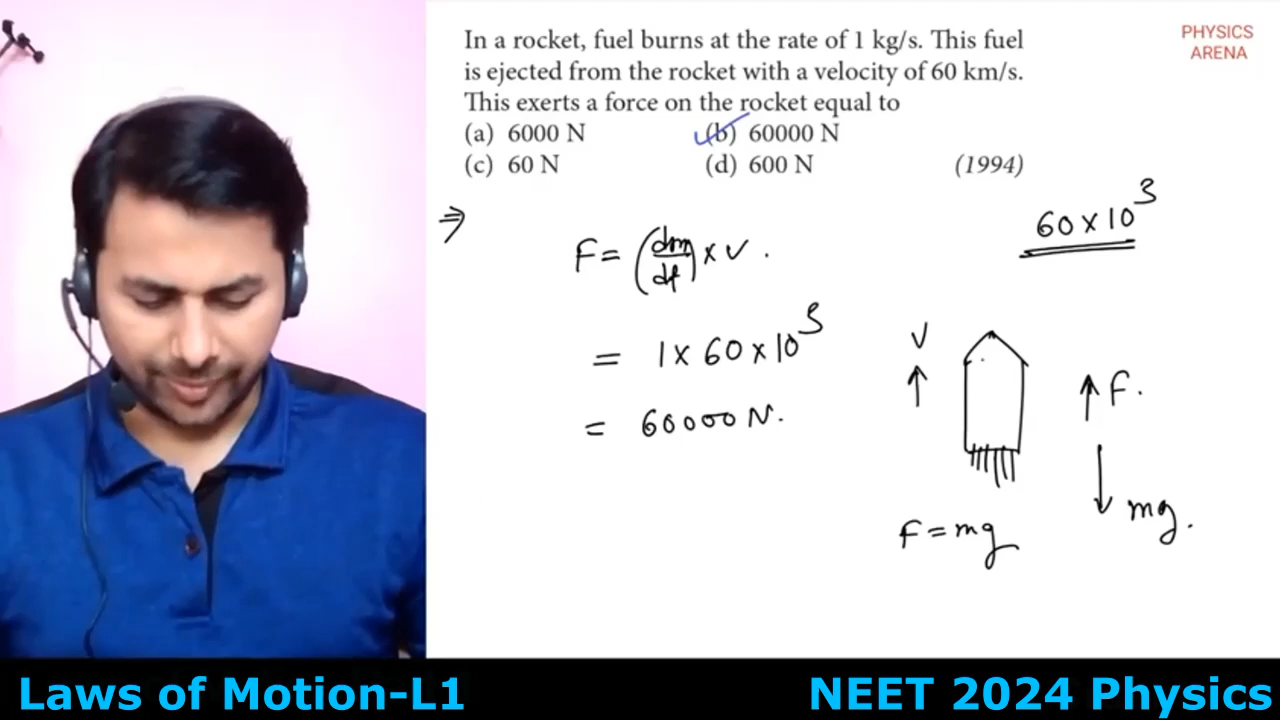 PHYSICS
ARENA
In a rocket, fuel burns at the rate of 1 kg/s. This fuel
is ejected from the rocket with a velocity of 60 km/s.
This exerts a force on the rocket equal to
(a) 6000 N (b) 60000 N
(c) 60 N (d) 600 N (1994)
⇒
60 × 10³
F = (dm/dt) × v .
= 1 × 60 × 10³
= 60000 N.
V
F.
mg.
F = mg
Laws of Motion-L1 NEET 2024 Physics